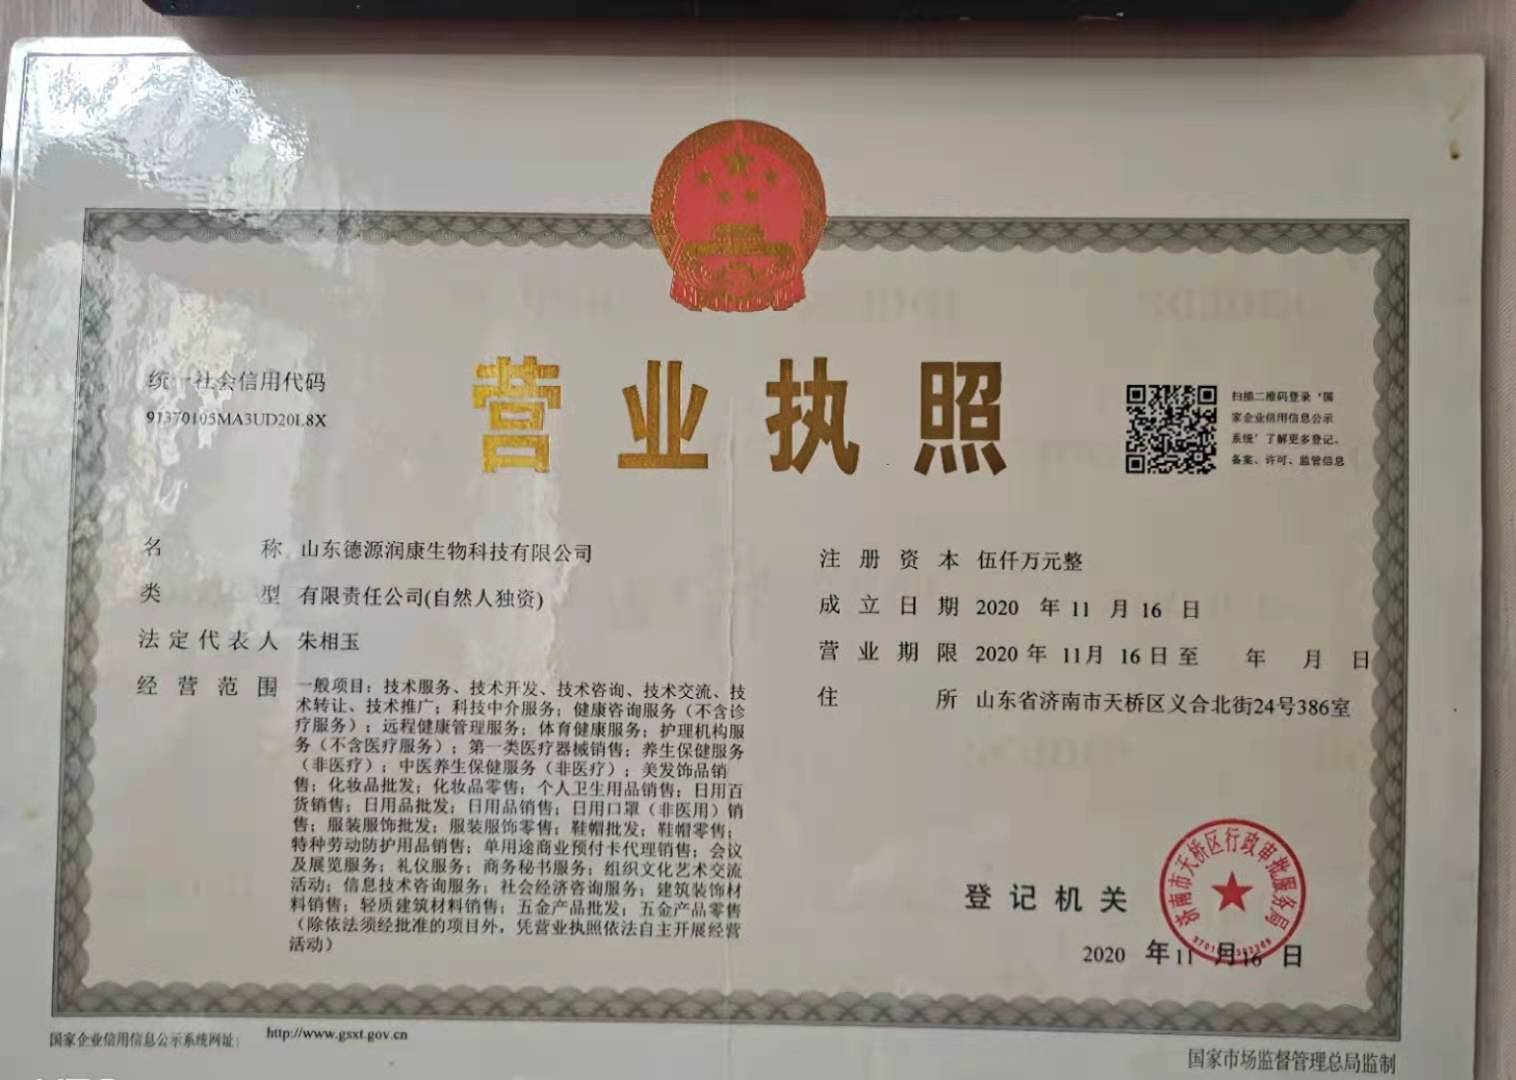 营业执照
统一社会信用代码
91370105MA3UD20L8X
扫描二维码登录‘国
家企业信用信息公示
系统’了解更多登记、
备案、许可、监管信息
名称 山东德源润康生物科技有限公司
类型 有限责任公司(自然人独资)
法定代表人 朱相玉
经营范围 一般项目：技术服务、技术开发、技术咨询、技术交流、技
术转让、技术推广；科技中介服务；健康咨询服务（不含诊
疗服务）；远程健康管理服务；体育健康服务；护理机构服
务（不含医疗服务）；第一类医疗器械销售；养生保健服务
（非医疗）；中医养生保健服务（非医疗）；美发饰品销
售；化妆品批发；化妆品零售；个人卫生用品销售；日用百
货销售；日用品批发；日用品销售；日用口罩（非医用）销
售；服装服饰批发；服装服饰零售；鞋帽批发；鞋帽零售；
特种劳动防护用品销售；单用途商业预付卡代理销售；会议
及展览服务；礼仪服务；商务秘书服务；组织文化艺术交流
活动；信息技术咨询服务；社会经济咨询服务；建筑装饰材
料销售；轻质建筑材料销售；五金产品批发；五金产品零售
（除依法须经批准的项目外，凭营业执照依法自主开展经营
活动）
注册资本 伍仟万元整
成立日期 2020 年 11 月 16 日
营业期限 2020 年 11月 16 日 至 年 月 日
住所 山东省济南市天桥区义合北街24号386室
登记机关
济南市天桥区行政审批服务局
2020 年 11 月 16 日
国家企业信用信息公示系统网址： http://www.gsxt.gov.cn
国家市场监督管理总局监制